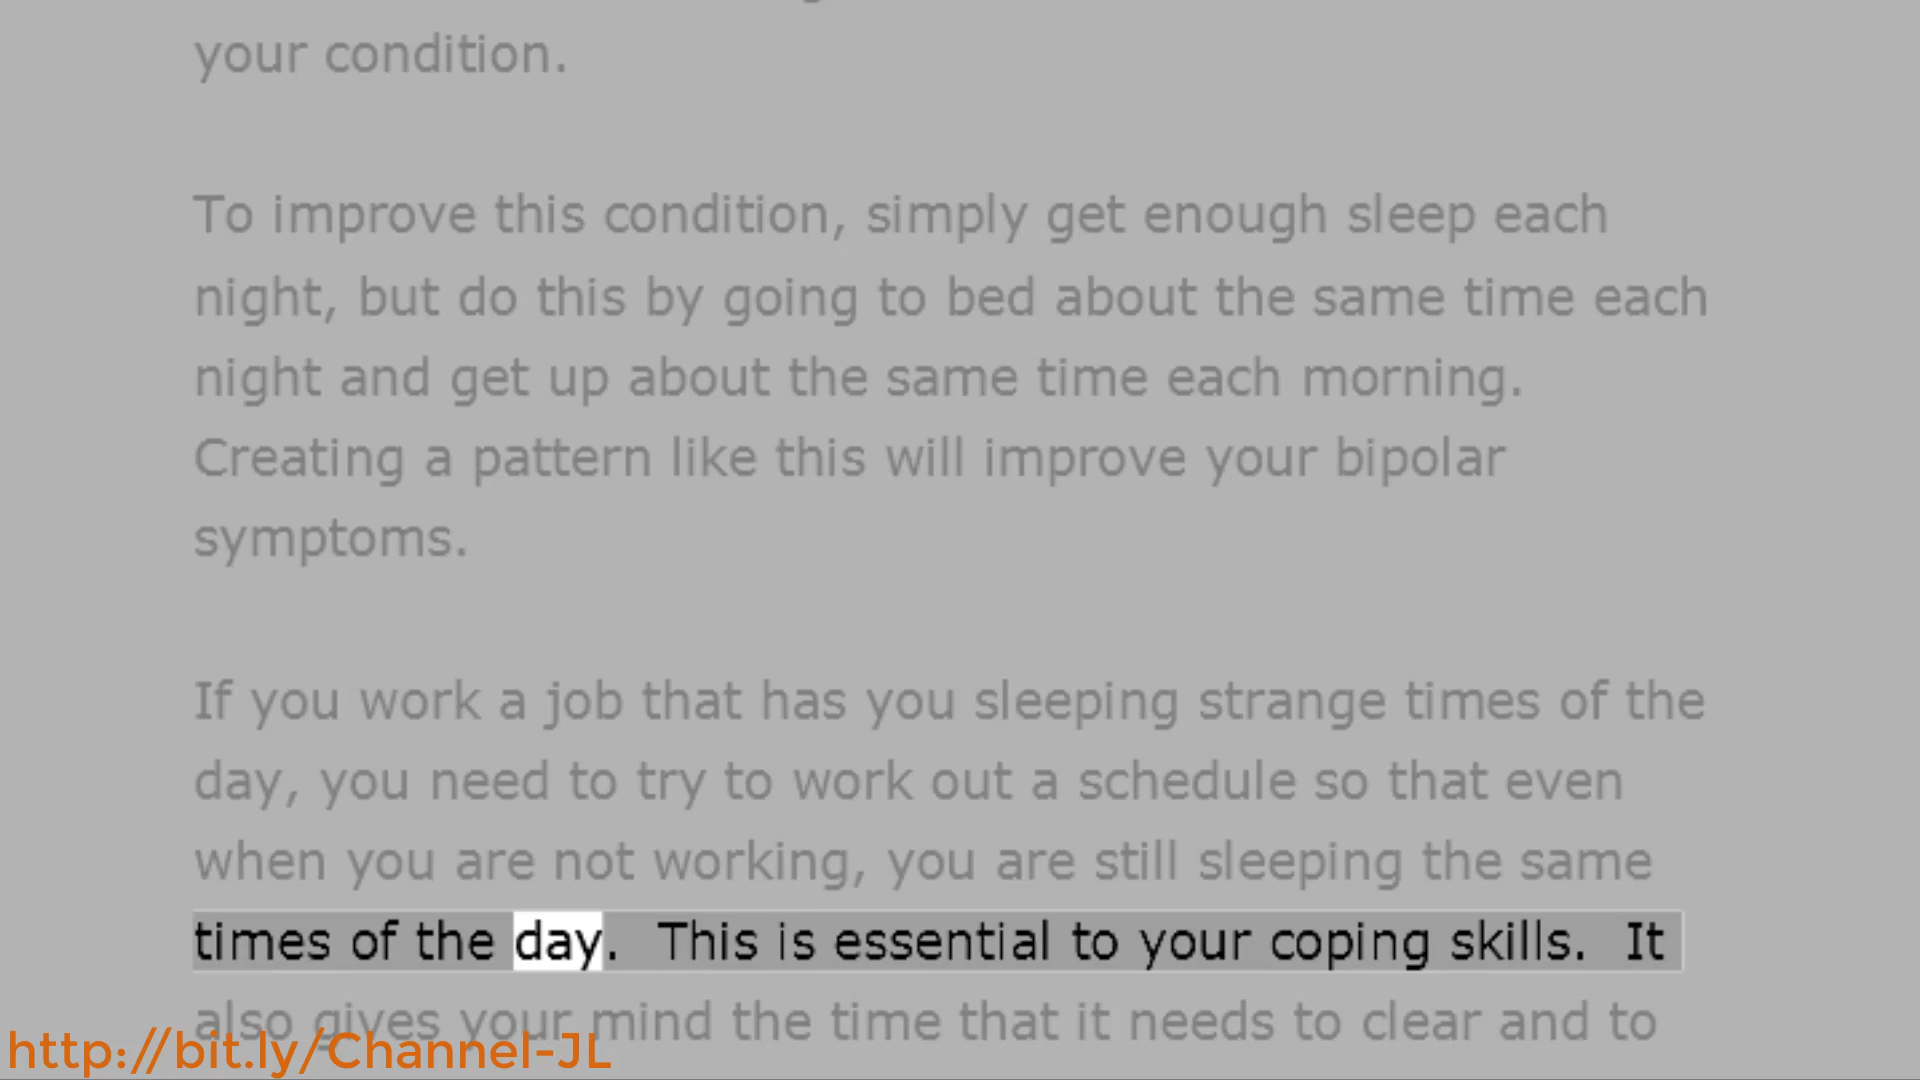 your condition.
To improve this condition, simply get enough sleep each
night, but do this by going to bed about the same time each
night and get up about the same time each morning.
Creating a pattern like this will improve your bipolar
symptoms.
If you work a job that has you sleeping strange times of the
day, you need to try to work out a schedule so that even
when you are not working, you are still sleeping the same
times of the day.  This is essential to your coping skills.  It
also gives your mind the time that it needs to clear and to
http://bit.ly/Channel-JL